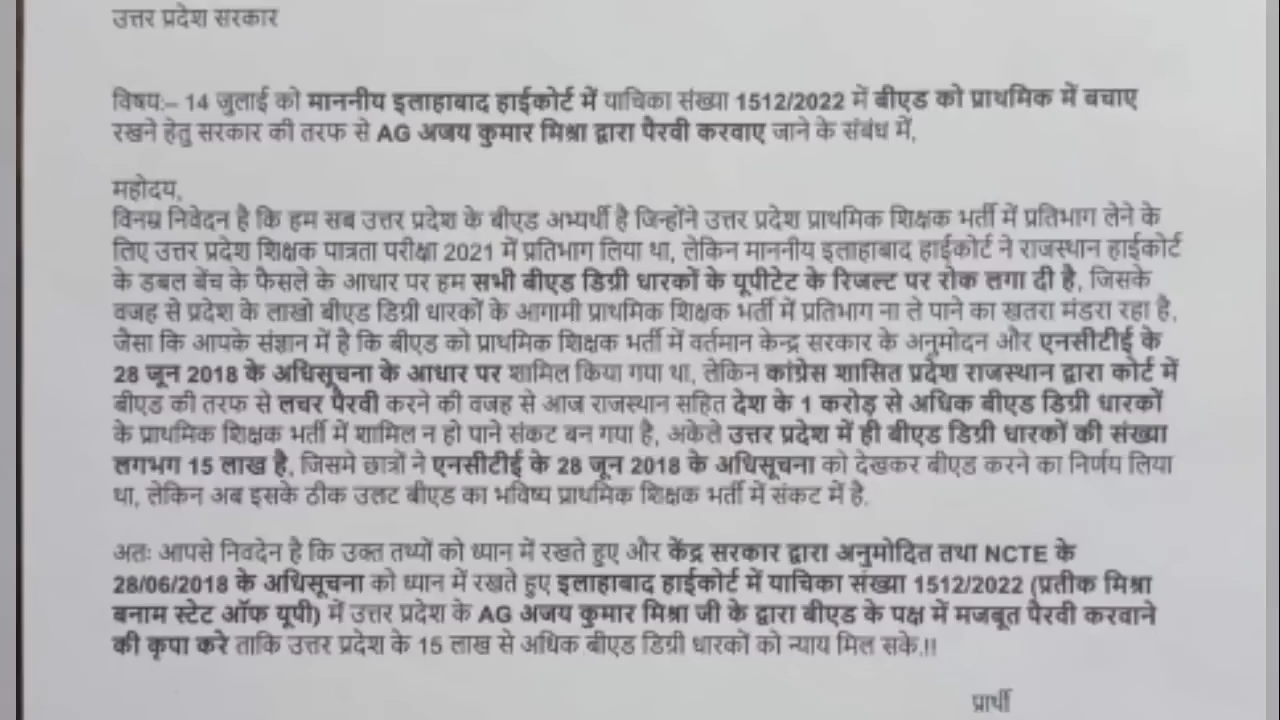 उत्तर प्रदेश सरकार
विषय:– 14 जुलाई को माननीय इलाहाबाद हाईकोर्ट में याचिका संख्या 1512/2022 में बीएड को प्राथमिक में बचाए
रखने हेतु सरकार की तरफ से AG अजय कुमार मिश्रा द्वारा पैरवी करवाए जाने के संबंध में,
महोदय,
विनम्र निवेदन है कि हम सब उत्तर प्रदेश के बीएड अभ्यर्थी है जिन्होंने उत्तर प्रदेश प्राथमिक शिक्षक भर्ती में प्रतिभाग लेने के
लिए उत्तर प्रदेश शिक्षक पात्रता परीक्षा 2021 में प्रतिभाग लिया था, लेकिन माननीय इलाहाबाद हाईकोर्ट ने राजस्थान हाईकोर्ट
के डबल बेंच के फैसले के आधार पर हम सभी बीएड डिग्री धारकों के यूपीटेट के रिजल्ट पर रोक लगा दी है, जिसके
वजह से प्रदेश के लाखो बीएड डिग्री धारकों के आगामी प्राथमिक शिक्षक भर्ती में प्रतिभाग ना ले पाने का खतरा मंडरा रहा है,
जैसा कि आपके संज्ञान में है कि बीएड को प्राथमिक शिक्षक भर्ती में वर्तमान केन्द्र सरकार के अनुमोदन और एनसीटीई के
28 जून 2018 के अधिसूचना के आधार पर शामिल किया गया था, लेकिन कांग्रेस शासित प्रदेश राजस्थान द्वारा कोर्ट में
बीएड की तरफ से लचर पैरवी करने की वजह से आज राजस्थान सहित देश के 1 करोड़ से अधिक बीएड डिग्री धारकों
के प्राथमिक शिक्षक भर्ती में शामिल न हो पाने संकट बन गया है, अकेले उत्तर प्रदेश में ही बीएड डिग्री धारकों की संख्या
लगभग 15 लाख है, जिसमे छात्रों ने एनसीटीई के 28 जून 2018 के अधिसूचना को देखकर बीएड करने का निर्णय लिया
था, लेकिन अब इसके ठीक उलट बीएड का भविष्य प्राथमिक शिक्षक भर्ती में संकट में है.
अतः आपसे निवदेन है कि उक्त तथ्यों को ध्यान में रखते हुए और केंद्र सरकार द्वारा अनुमोदित तथा NCTE के
28/06/2018 के अधिसूचना को ध्यान में रखते हुए इलाहाबाद हाईकोर्ट में याचिका संख्या 1512/2022 (प्रतीक मिश्रा
बनाम स्टेट ऑफ यूपी) में उत्तर प्रदेश के AG अजय कुमार मिश्रा जी के द्वारा बीएड के पक्ष में मजबूत पैरवी करवाने
की कृपा करे ताकि उत्तर प्रदेश के 15 लाख से अधिक बीएड डिग्री धारकों को न्याय मिल सके.!!
प्रार्थी